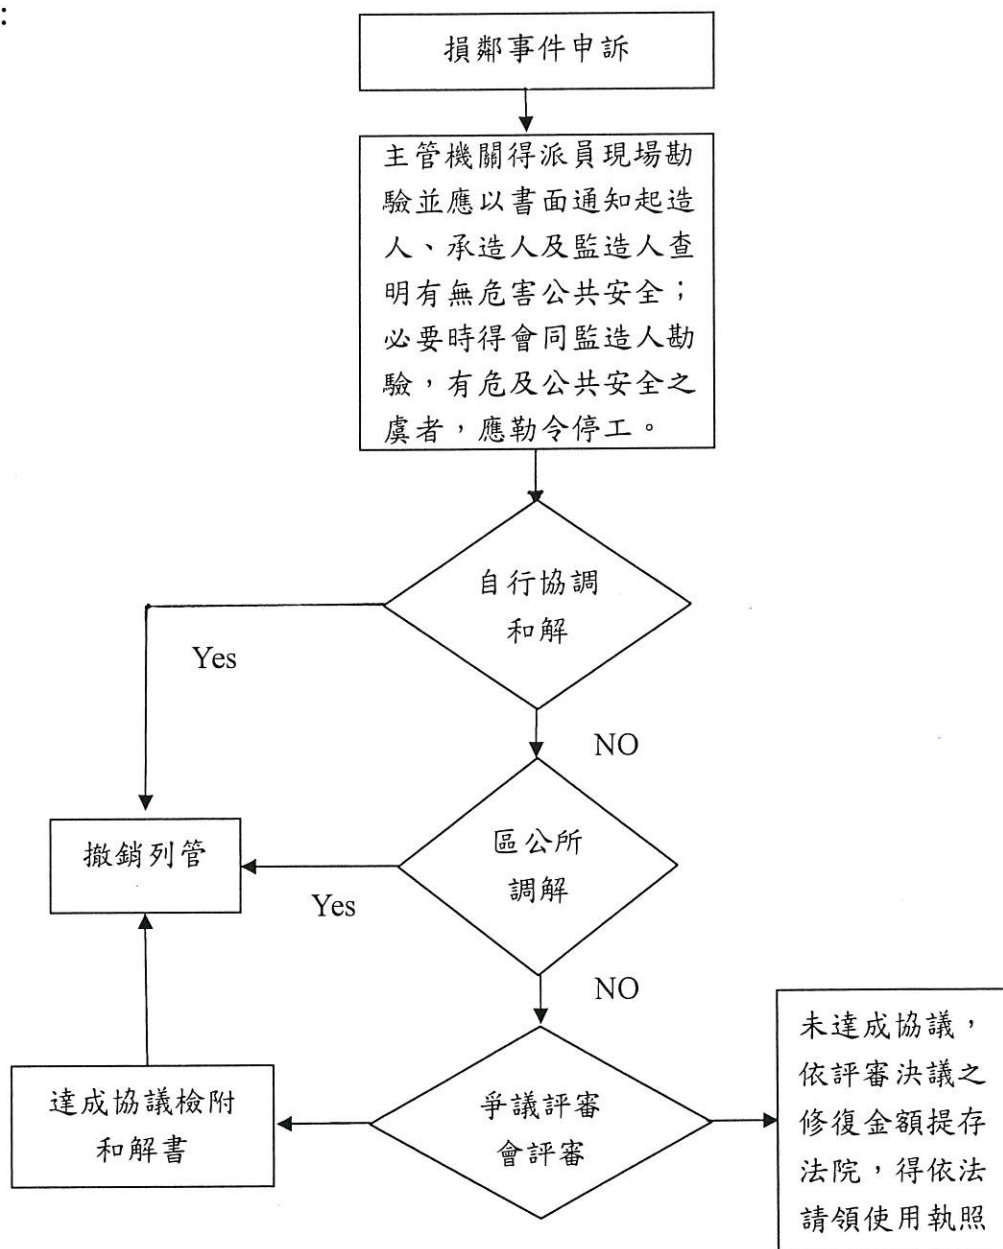 ：
損鄰事件申訴
主管機關得派員現場勘
驗並應以書面通知起造
人、承造人及監造人查
明有無危害公共安全；
必要時得會同監造人勘
驗，有危及公共安全之
虞者，應勒令停工。
自行協調
和解
Yes
NO
區公所
調解
撤銷列管
Yes
NO
爭議評審
會評審
達成協議檢附
和解書
未達成協議，
依評審決議之
修復金額提存
法院，得依法
請領使用執照